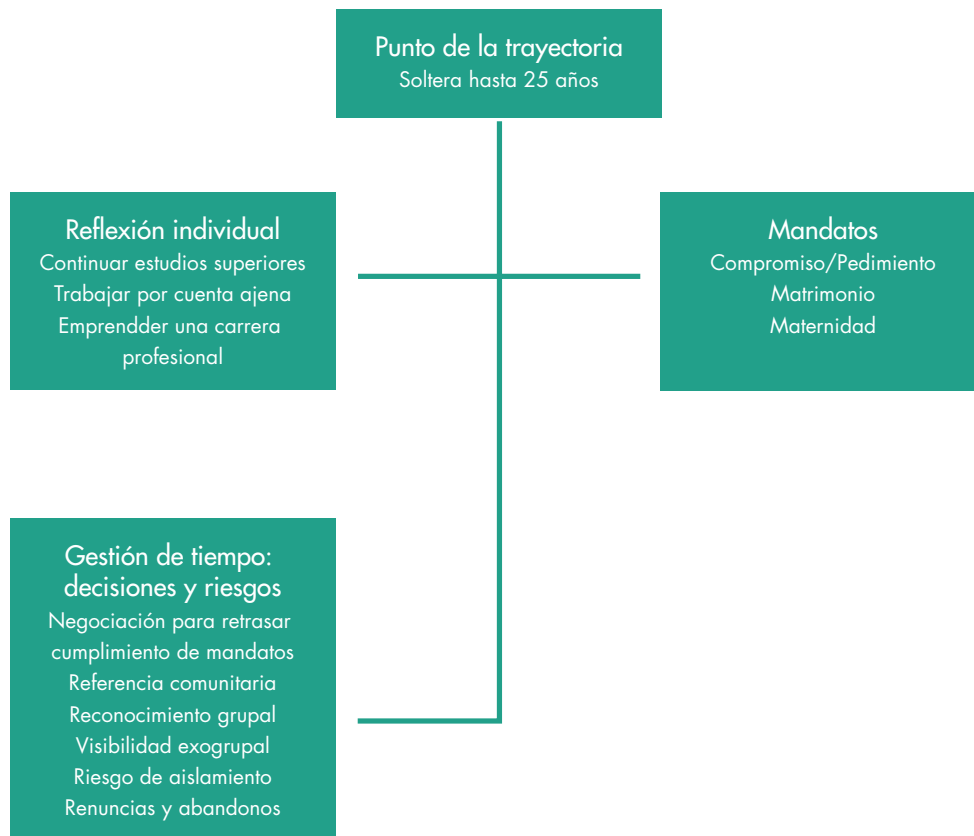 Punto de la trayectoria
Soltera hasta 25 años
Reflexión individual
Continuar estudios superiores
Trabajar por cuenta ajena
Emprendder una carrera
profesional
Mandatos
Compromiso/Pedimiento
Matrimonio
Maternidad
Gestión de tiempo:
decisiones y riesgos
Negociación para retrasar
cumplimiento de mandatos
Referencia comunitaria
Reconocimiento grupal
Visibilidad exogrupal
Riesgo de aislamiento
Renuncias y abandonos